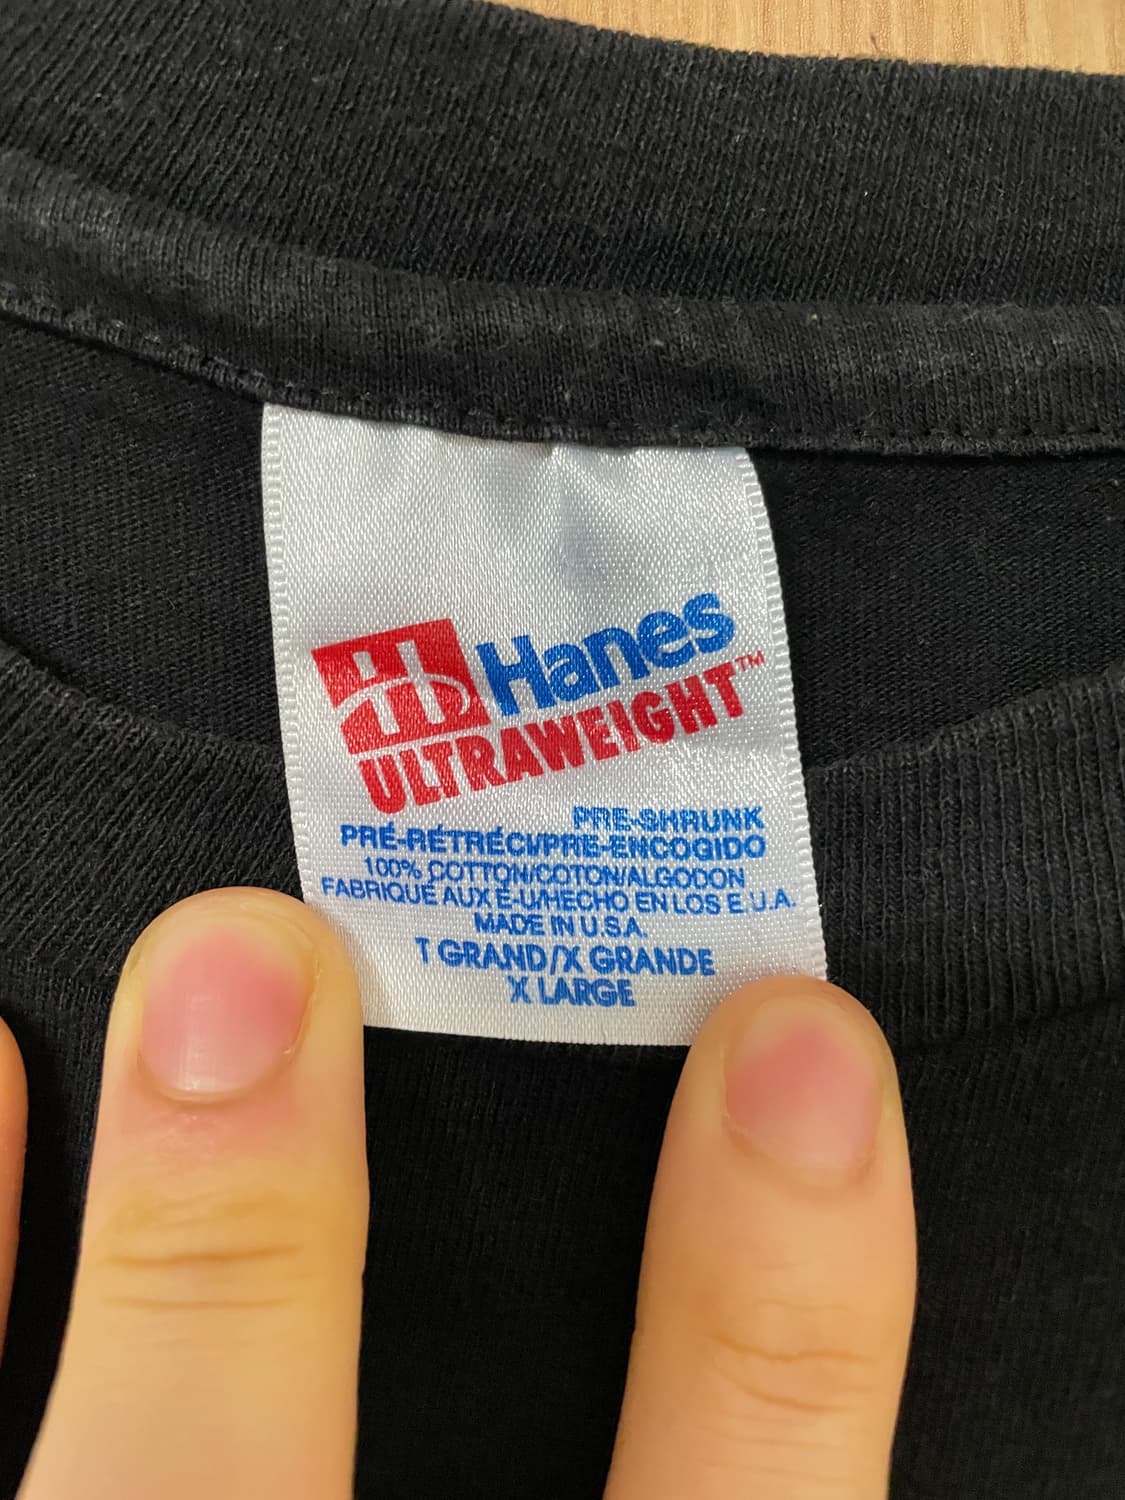 Hanes
ULTRAWEIGHT™
PRE-SHRUNK
PRÉ-RÉTRÉCI/PRE-ENCOGIDO
100% COTTON/COTON/ALGODON
FABRIQUÉ AUX É-U/HECHO EN LOS E.U.A.
MADE IN U.S.A.
T GRAND/X GRANDE
X LARGE